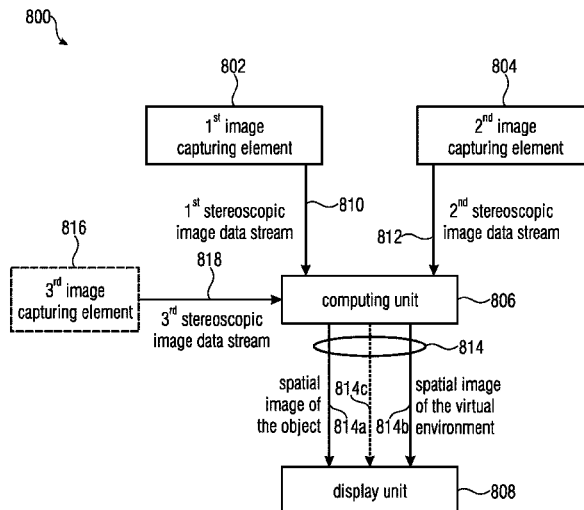 800
802
804
1st image
capturing element
2nd image
capturing element
810
1st stereoscopic
image data stream
812
2nd stereoscopic
image data stream
816
818
3rd image
capturing element
3rd stereoscopic
image data stream
computing unit
806
814
spatial
image of
the object
814a
814c
814b
spatial image
of the virtual
environment
display unit
808